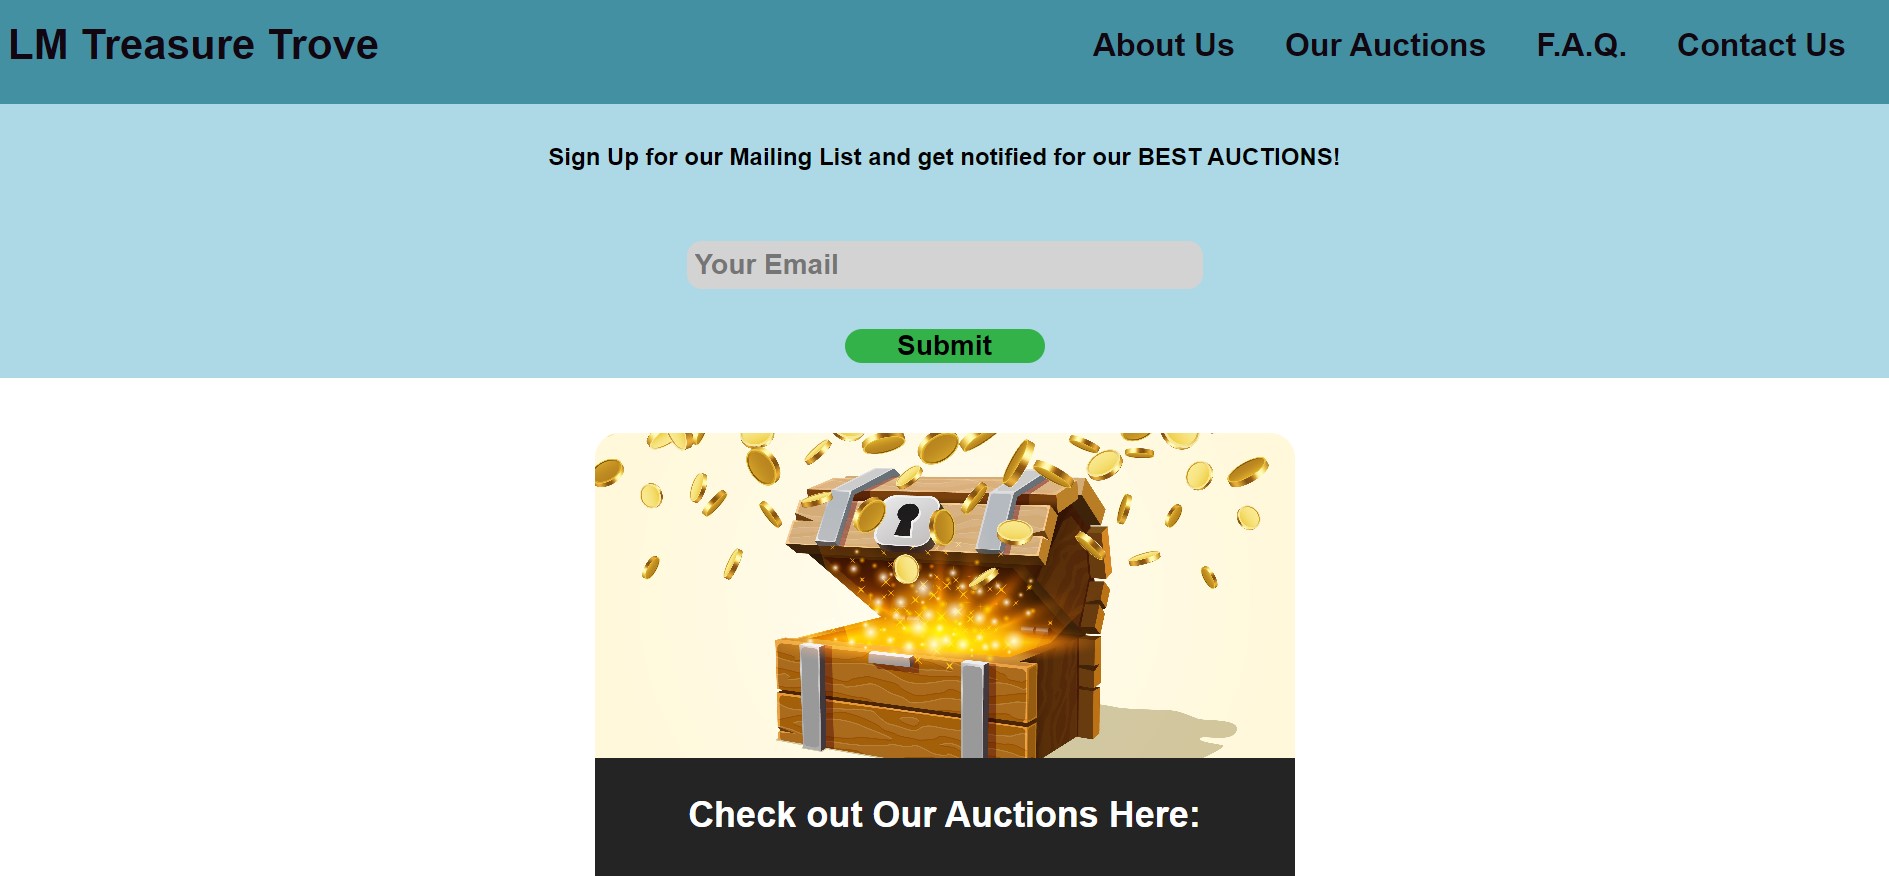 LM Treasure Trove
About Us
Our Auctions
F.A.Q.
Contact Us
Sign Up for our Mailing List and get notified for our BEST AUCTIONS!
Your Email
Submit
Check out Our Auctions Here: